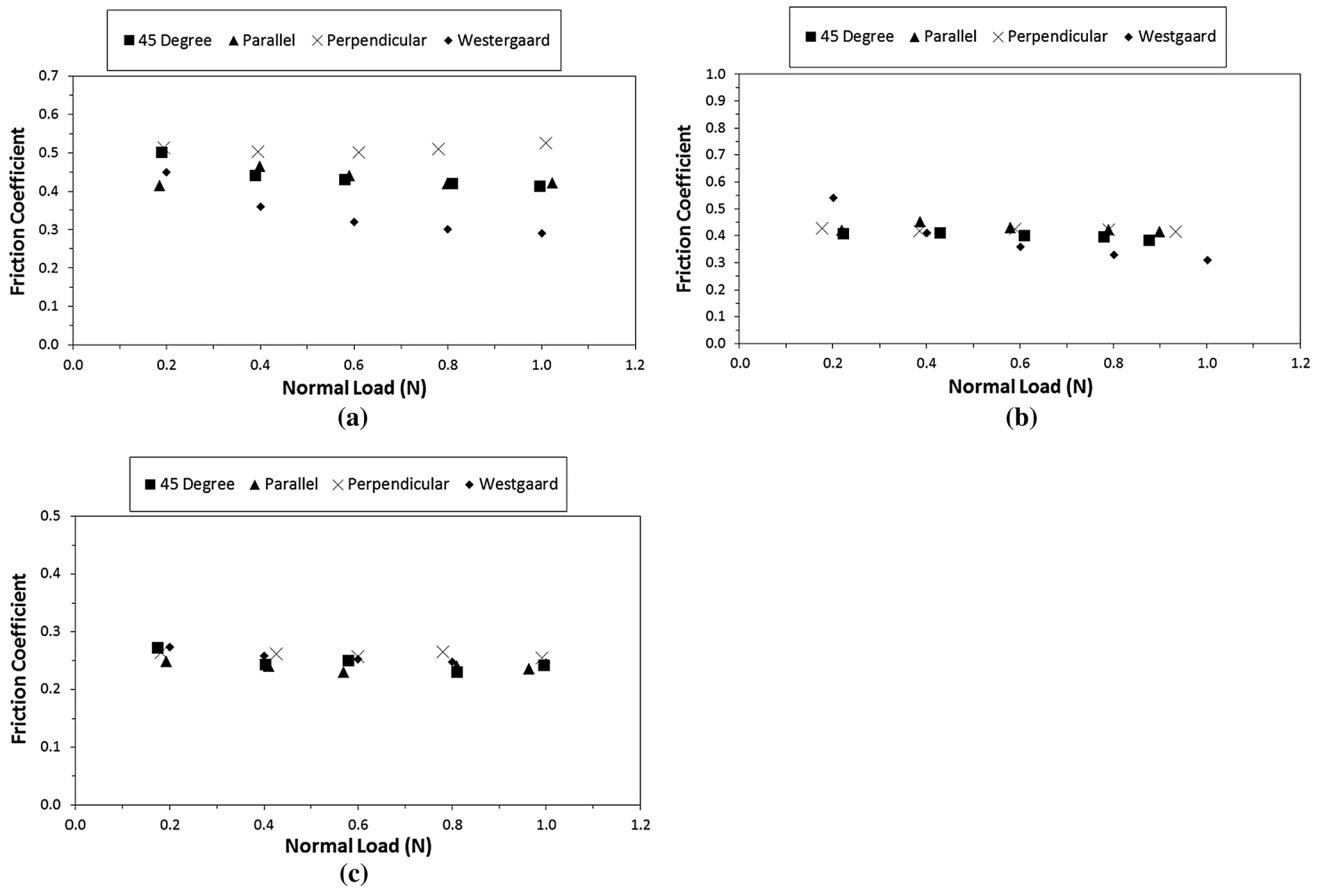 45 Degree Parallel Perpendicular Westergaard
0.7
0.6
0.5
0.4
0.3
0.2
0.1
0.0
Friction Coefficient
0.0 0.2 0.4 0.6 0.8 1.0 1.2
Normal Load (N)
(a)
45 Degree Parallel Perpendicular Westgaard
1.0
0.9
0.8
0.7
0.6
0.5
0.4
0.3
0.2
0.1
0.0
Friction Coefficient
0.0 0.2 0.4 0.6 0.8 1.0 1.2
Normal Load (N)
(b)
45 Degree Parallel Perpendicular Westgaard
0.5
0.4
0.3
0.2
0.1
0.0
Friction Coefficient
0.0 0.2 0.4 0.6 0.8 1.0 1.2
Normal Load (N)
(c)